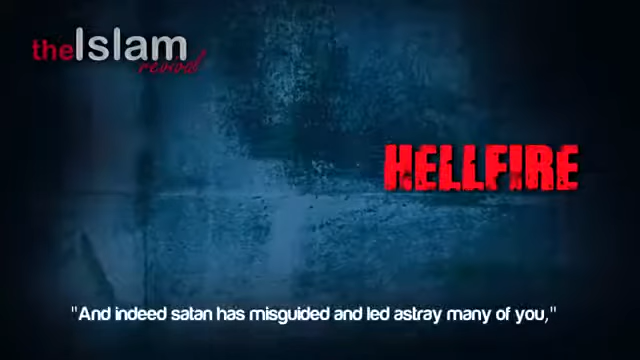 theIslam
revival
HELLFIRE
"And indeed satan has misguided and led astray many of you,"